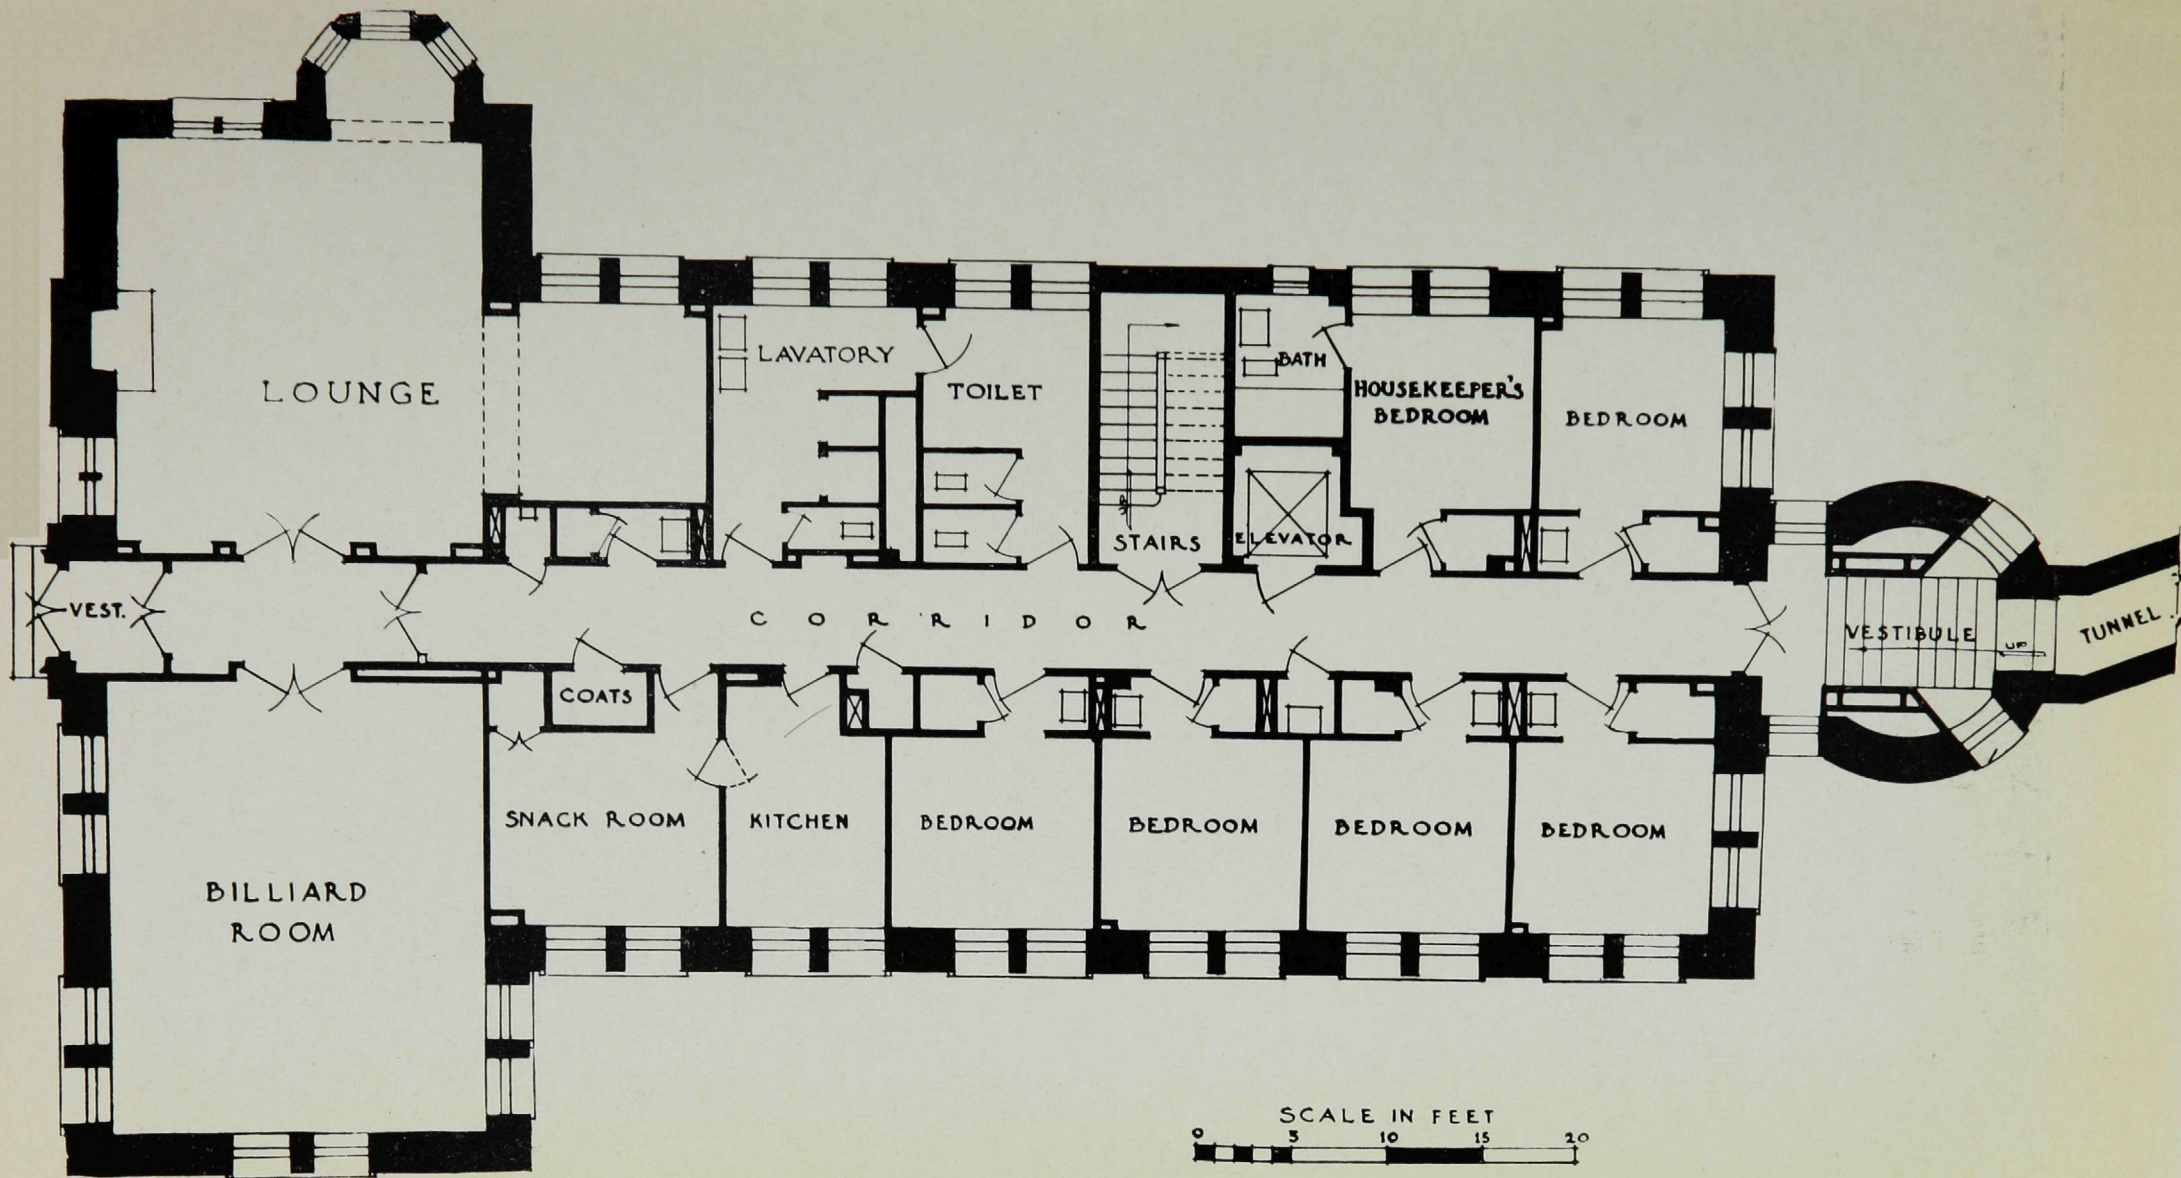 LOUNGE
LAVATORY
TOILET
BATH
HOUSEKEEPER'S
BEDROOM
BEDROOM
STAIRS
ELEVATOR
VEST.
CORRIDOR
VESTIBULE
UP
TUNNEL
COATS
SNACK ROOM
KITCHEN
BEDROOM
BEDROOM
BEDROOM
BEDROOM
BILLIARD
ROOM
SCALE IN FEET
0 5 10 15 20